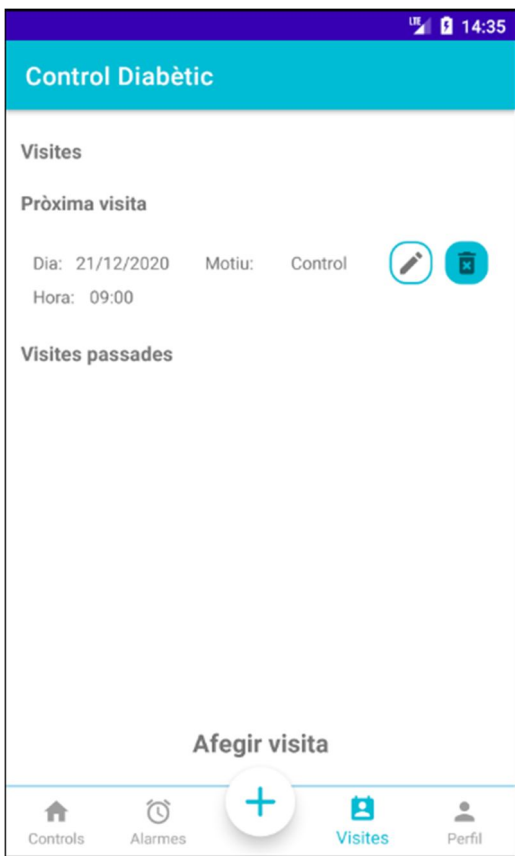 LTE 14:35
Control Diabètic
Visites
Pròxima visita
Dia: 21/12/2020 Motiu: Control
Hora: 09:00
Visites passades
Afegir visita
Controls Alarmes Visites Perfil